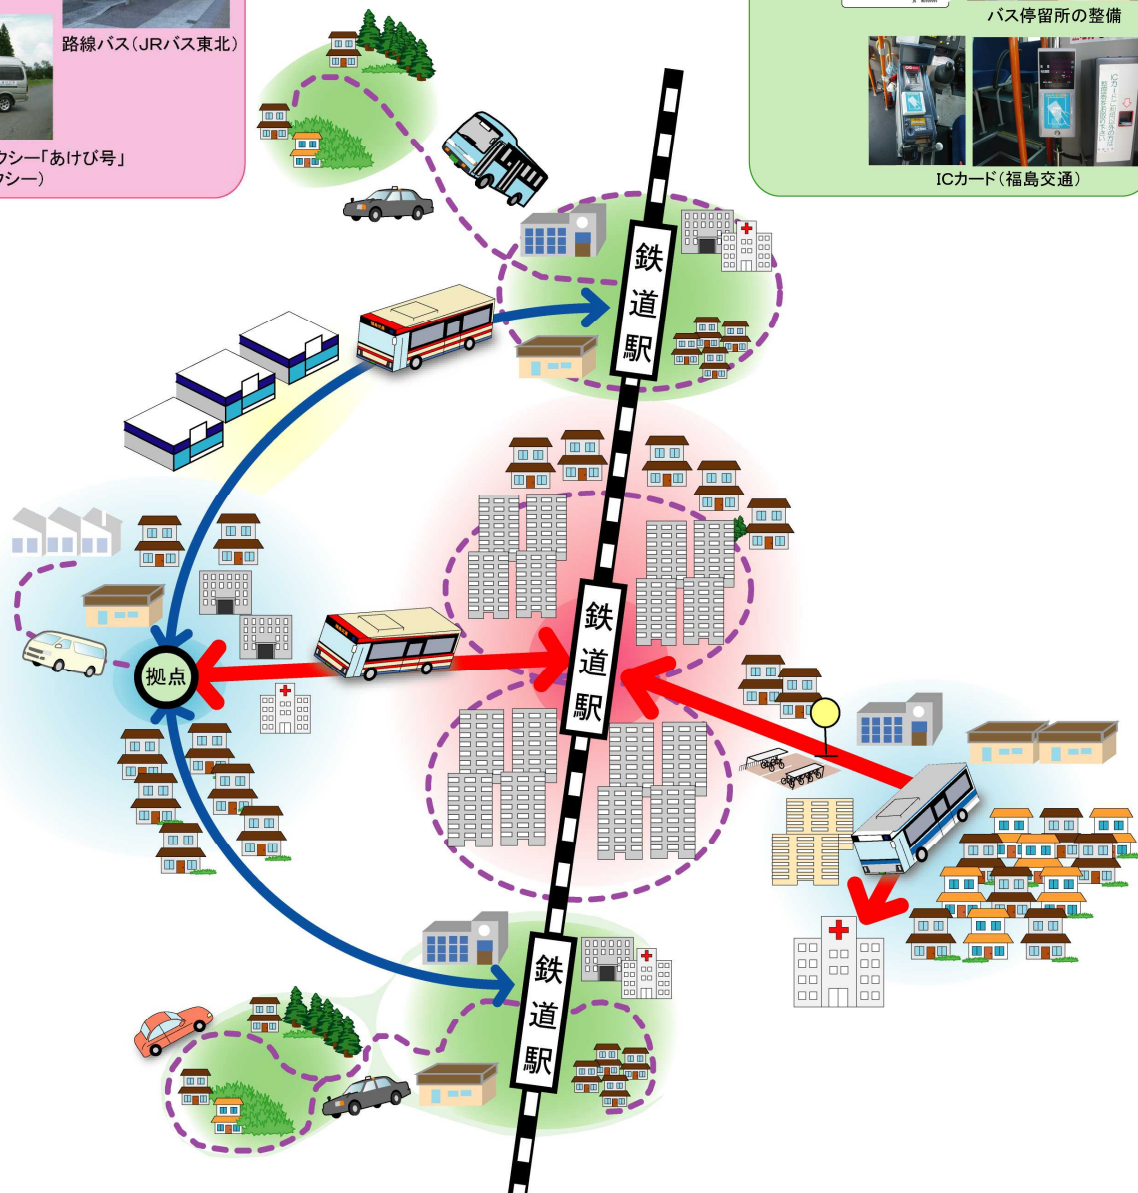 路線バス（JRバス東北）
クシー「あけび号」
クシー）
バス停留所の整備
ICカード（福島交通）
鉄道駅
鉄道駅
拠点
鉄道駅